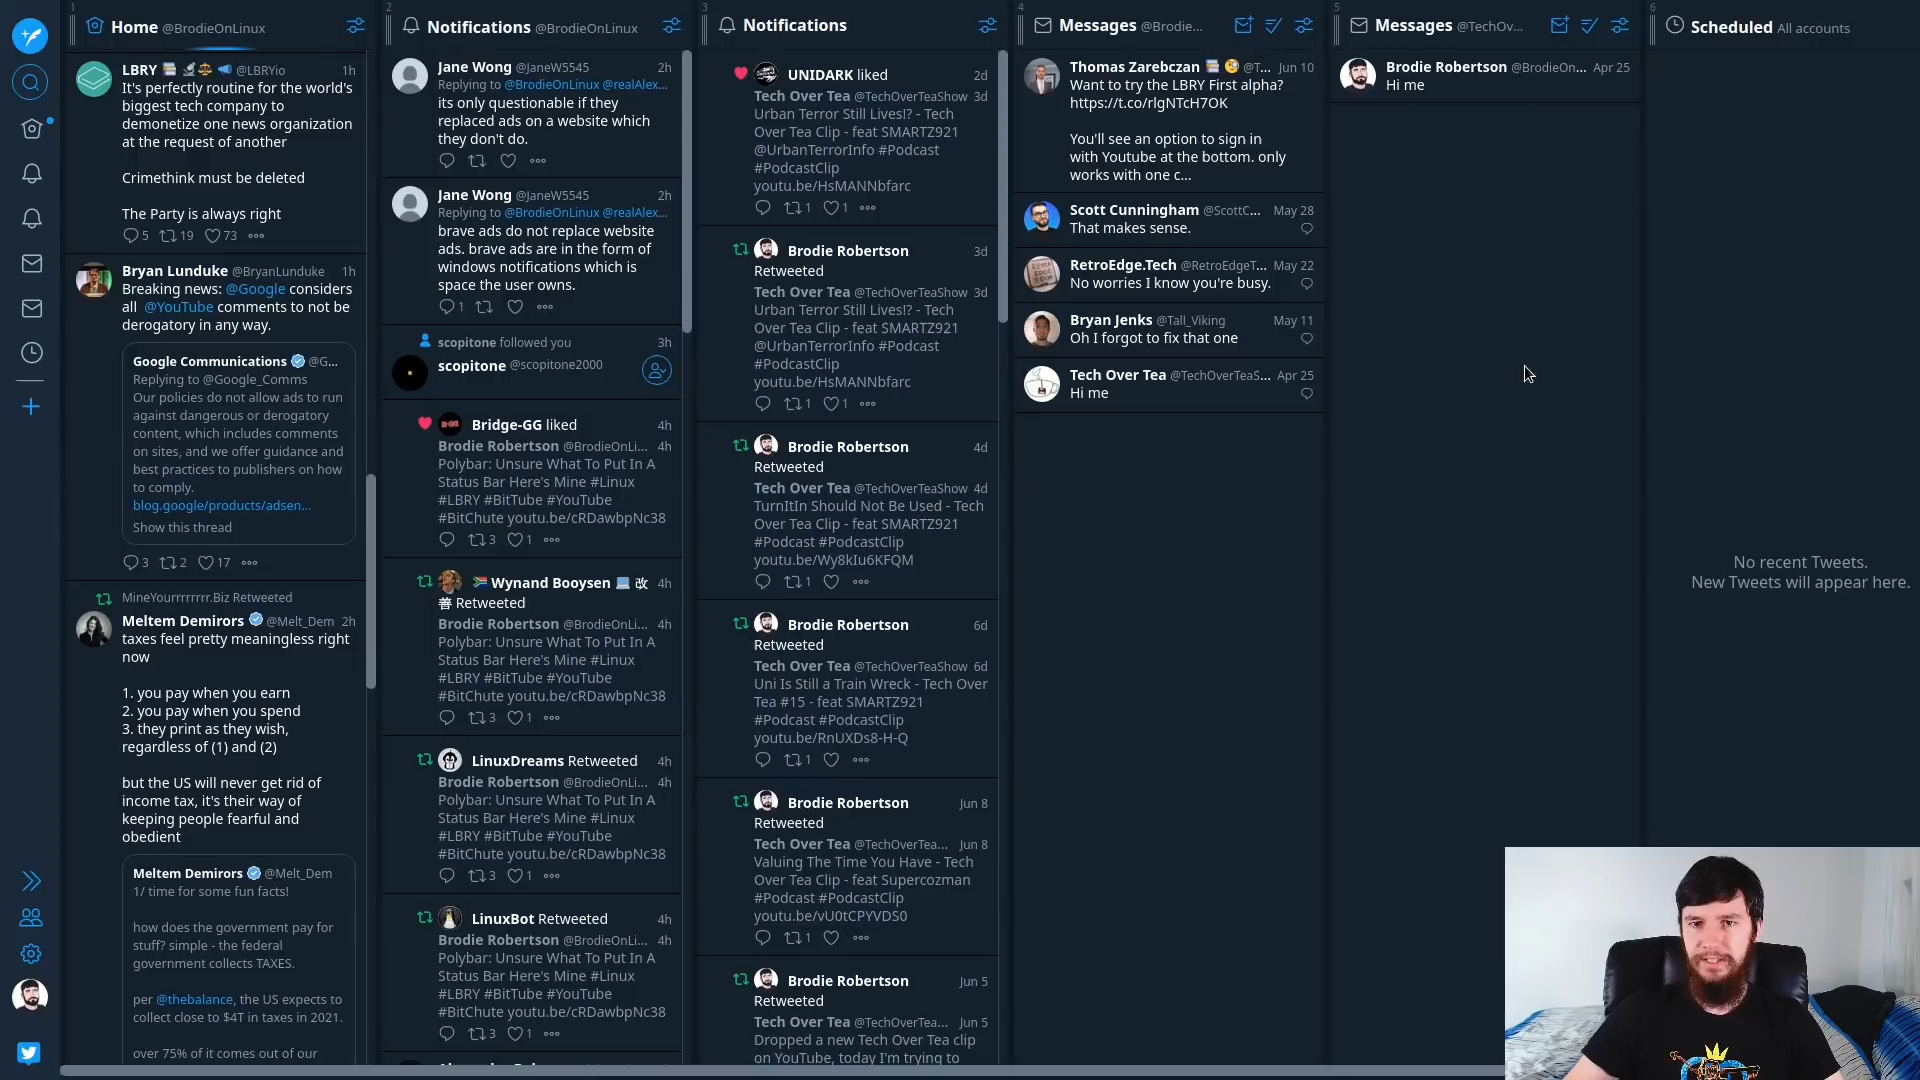 1
Home @BrodieOnLinux
LBRY @LBRYio 1h
It's perfectly routine for the world's
biggest tech company to
demonetize one news organization
at the request of another
Crimethink must be deleted
The Party is always right
5 19 73
Bryan Lunduke @BryanLunduke 1h
Breaking news: @Google considers
all @YouTube comments to not be
derogatory in any way.
Google Communications @G...
Replying to @Google_Comms
Our policies do not allow ads to run
against dangerous or derogatory
content, which includes comments
on sites, and we offer guidance and
best practices to publishers on how
to comply.
blog.google/products/adsen...
Show this thread
3 2 17
MineYourrrrrrr.Biz Retweeted
Meltem Demirors @Melt_Dem 2h
taxes feel pretty meaningless right
now
1. you pay when you earn
2. you pay when you spend
3. they print as they wish,
regardless of (1) and (2)
but the US will never get rid of
income tax, it's their way of
keeping people fearful and
obedient
Meltem Demirors @Melt_Dem
1/ time for some fun facts!
how does the government pay for
stuff? simple - the federal
government collects TAXES.
per @thebalance, the US expects to
collect close to $4T in taxes in 2021.
over 75% of it comes out of our
2
Notifications @BrodieOnLinux
Jane Wong @JaneW5545 2h
Replying to @BrodieOnLinux @realAlex...
its only questionable if they
replaced ads on a website which
they don't do.
Jane Wong @JaneW5545 2h
Replying to @BrodieOnLinux @realAlex...
brave ads do not replace website
ads. brave ads are in the form of
windows notifications which is
space the user owns.
1
scopitone followed you 3h
scopitone @scopitone2000
Bridge-GG liked 4h
Brodie Robertson @BrodieOnLi... 4h
Polybar: Unsure What To Put In A
Status Bar Here's Mine #Linux
#LBRY #BitTube #YouTube
#BitChute youtu.be/cRDawbpNc38
3 1
Wynand Booysen 改 4h
善 Retweeted
Brodie Robertson @BrodieOnLi... 4h
Polybar: Unsure What To Put In A
Status Bar Here's Mine #Linux
#LBRY #BitTube #YouTube
#BitChute youtu.be/cRDawbpNc38
3 1
LinuxDreams Retweeted 4h
Brodie Robertson @BrodieOnLi... 4h
Polybar: Unsure What To Put In A
Status Bar Here's Mine #Linux
#LBRY #BitTube #YouTube
#BitChute youtu.be/cRDawbpNc38
3 1
LinuxBot Retweeted 4h
Brodie Robertson @BrodieOnLi... 4h
Polybar: Unsure What To Put In A
Status Bar Here's Mine #Linux
#LBRY #BitTube #YouTube
#BitChute youtu.be/cRDawbpNc38
3 1
3
Notifications
UNIDARK liked 2d
Tech Over Tea @TechOverTeaShow 3d
Urban Terror Still Lives!? - Tech
Over Tea Clip - feat SMARTZ921
@UrbanTerrorInfo #Podcast
#PodcastClip
youtu.be/HsMANNbfarc
1 1
Brodie Robertson 3d
Retweeted
Tech Over Tea @TechOverTeaShow 3d
Urban Terror Still Lives!? - Tech
Over Tea Clip - feat SMARTZ921
@UrbanTerrorInfo #Podcast
#PodcastClip
youtu.be/HsMANNbfarc
1 1
Brodie Robertson 4d
Retweeted
Tech Over Tea @TechOverTeaShow 4d
TurnItIn Should Not Be Used - Tech
Over Tea Clip - feat SMARTZ921
#Podcast #PodcastClip
youtu.be/Wy8kIu6KFQM
1
Brodie Robertson 6d
Retweeted
Tech Over Tea @TechOverTeaShow 6d
Uni Is Still a Train Wreck - Tech Over
Tea #15 - feat SMARTZ921
#Podcast #PodcastClip
youtu.be/RnUXDs8-H-Q
1
Brodie Robertson Jun 8
Retweeted
Tech Over Tea @TechOverTea... Jun 8
Valuing The Time You Have - Tech
Over Tea Clip - feat Supercozman
#Podcast #PodcastClip
youtu.be/vU0tCPYVDS0
1
Brodie Robertson Jun 5
Retweeted
Tech Over Tea @TechOverTea... Jun 5
Dropped a new Tech Over Tea clip
on YouTube, today I'm trying to
4
Messages @Brodie...
Thomas Zarebczan @T... Jun 10
Want to try the LBRY First alpha?
https://t.co/rlgNTcH7OK
You'll see an option to sign in
with Youtube at the bottom. only
works with one c...
Scott Cunningham @ScottC... May 28
That makes sense.
RetroEdge.Tech @RetroEdgeT... May 22
No worries I know you're busy.
Bryan Jenks @Tall_Viking May 11
Oh I forgot to fix that one
Tech Over Tea @TechOverTeaS... Apr 25
Hi me
5
Messages @TechOv...
Brodie Robertson @BrodieOn... Apr 25
Hi me
6
Scheduled All accounts
No recent Tweets.
New Tweets will appear here.